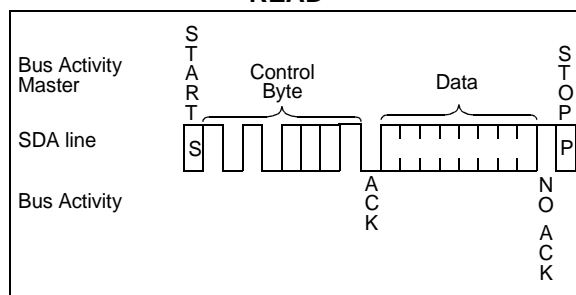 READ
START
STOP
Bus Activity
Master
Control
Byte
Data
SDA line
S
P
Bus Activity
ACK
NO ACK